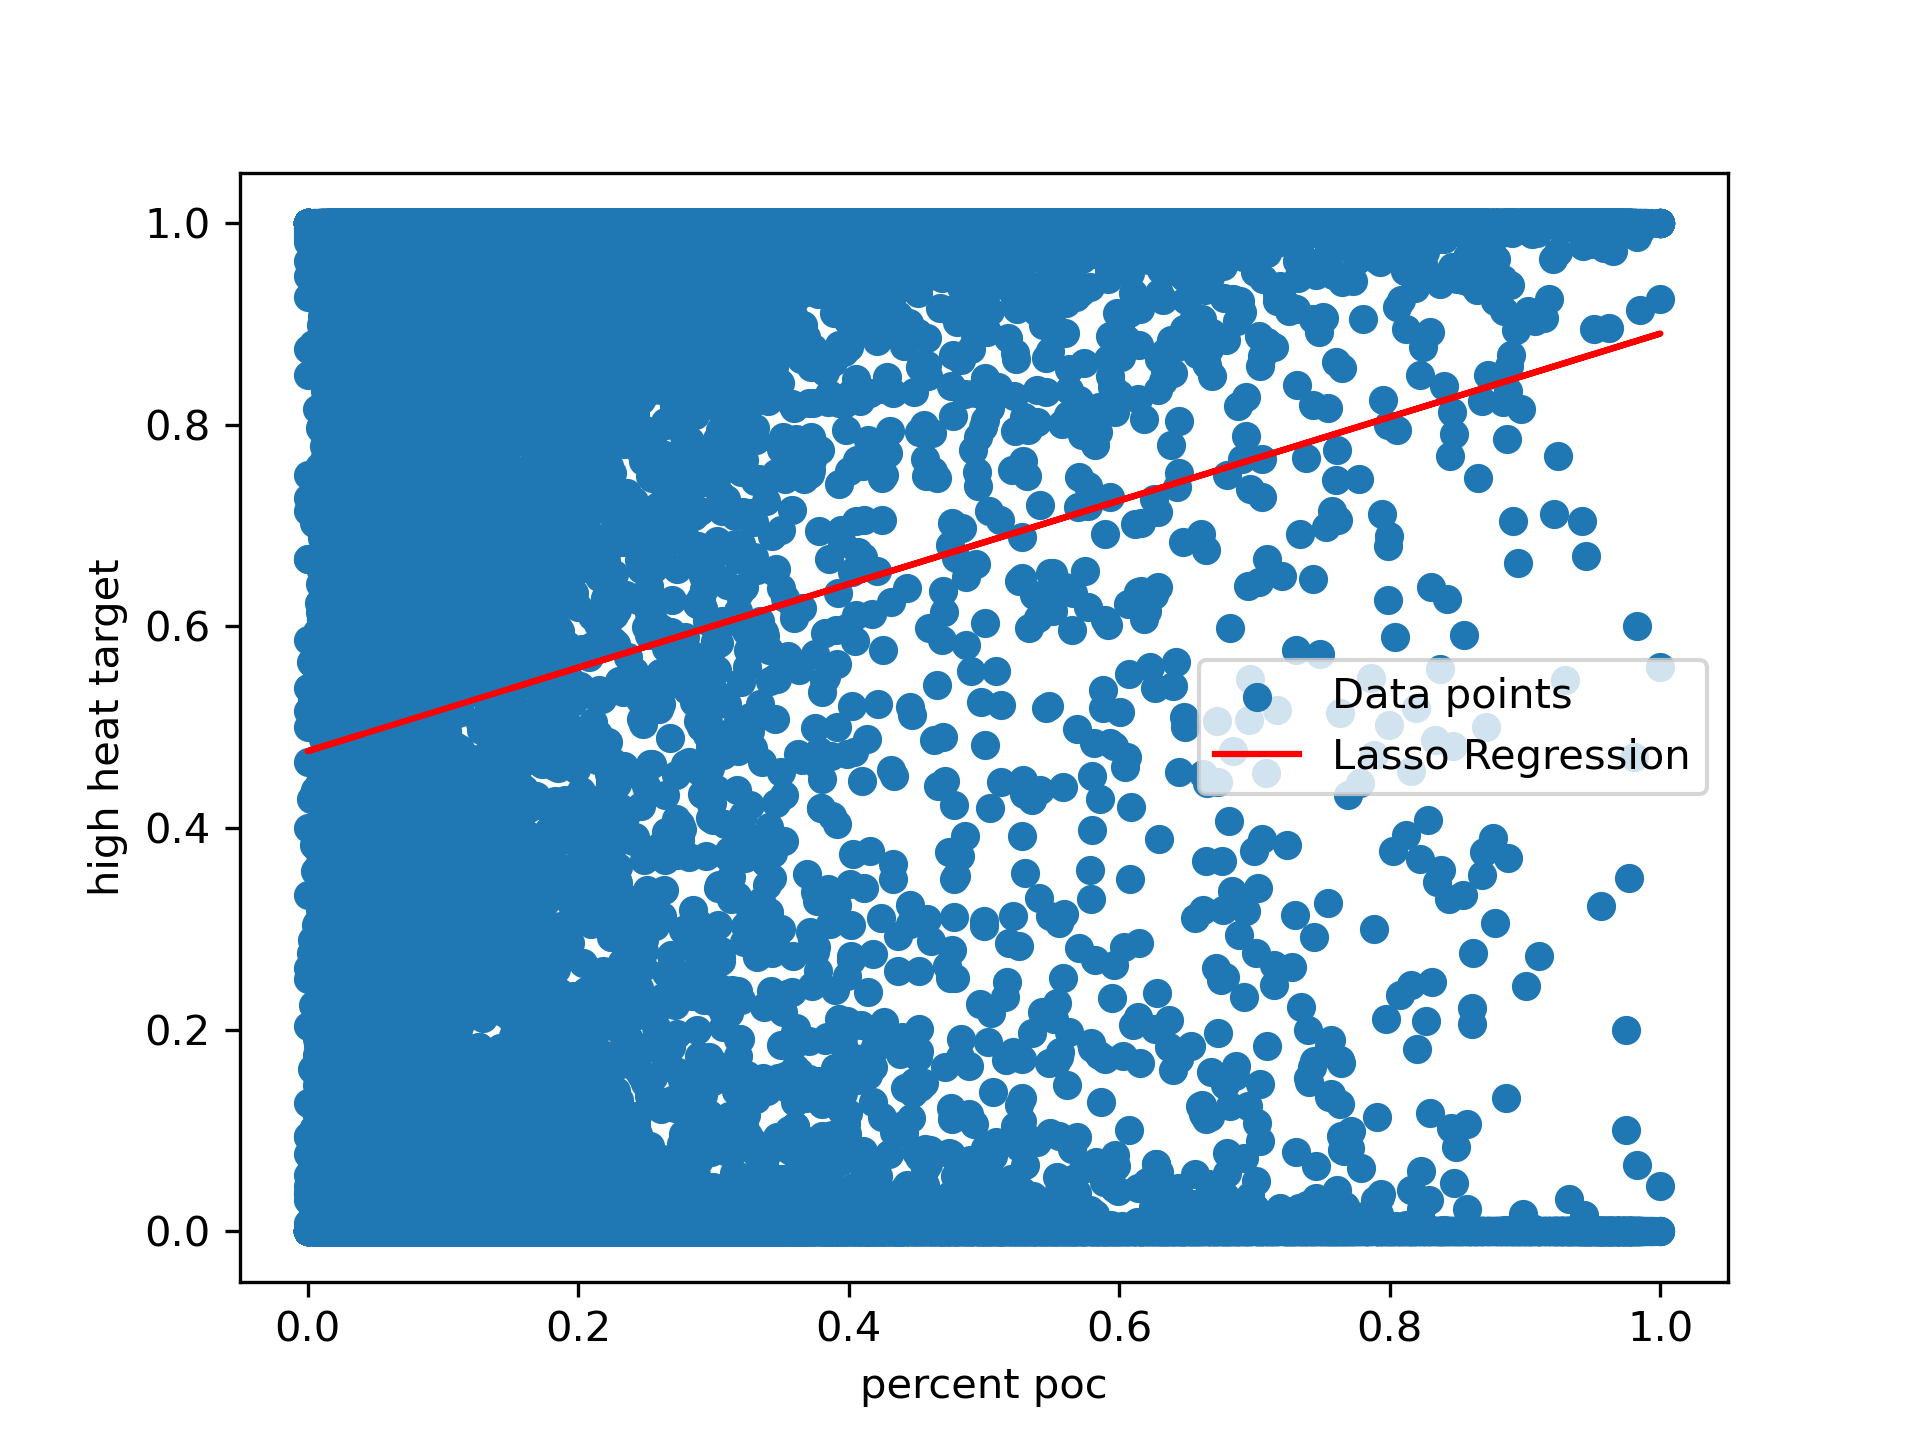 1.0
0.8
0.6
0.4
0.2
0.0
high heat target
Data points
Lasso Regression
0.0 0.2 0.4 0.6 0.8 1.0
percent poc